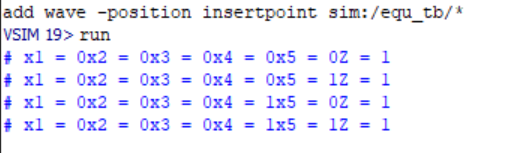 add wave -position insertpoint sim:/equ_tb/*
VSIM 19> run
# x1 = 0x2 = 0x3 = 0x4 = 0x5 = 0Z = 1
# x1 = 0x2 = 0x3 = 0x4 = 0x5 = 1Z = 1
# x1 = 0x2 = 0x3 = 0x4 = 1x5 = 0Z = 1
# x1 = 0x2 = 0x3 = 0x4 = 1x5 = 1Z = 1